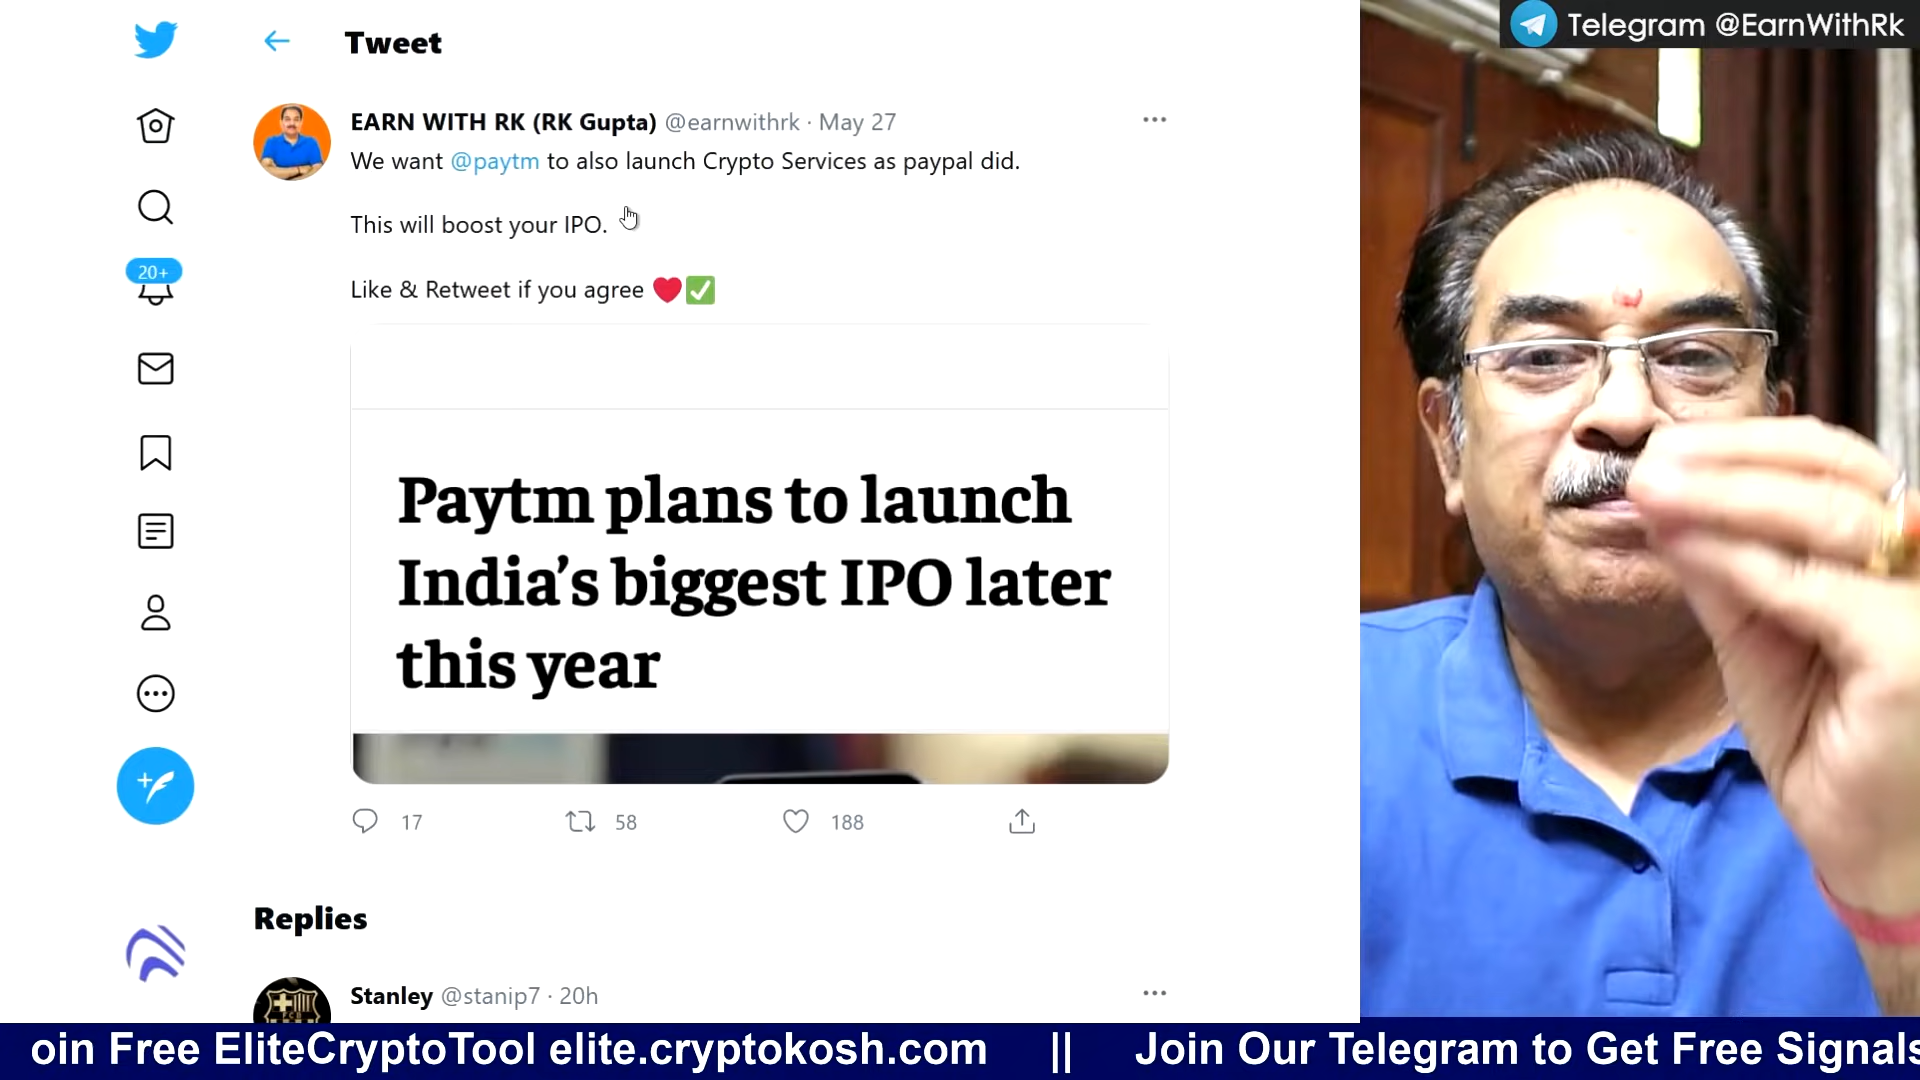 Telegram @EarnWithRk
Tweet
EARN WITH RK (RK Gupta) @earnwithrk · May 27
We want @paytm to also launch Crypto Services as paypal did.
This will boost your IPO.
20+
Like & Retweet if you agree ❤️✅
Paytm plans to launch
India’s biggest IPO later
this year
17 58 188
Replies
Stanley @stanip7 · 20h
oin Free EliteCryptoTool elite.cryptokosh.com || Join Our Telegram to Get Free Signals